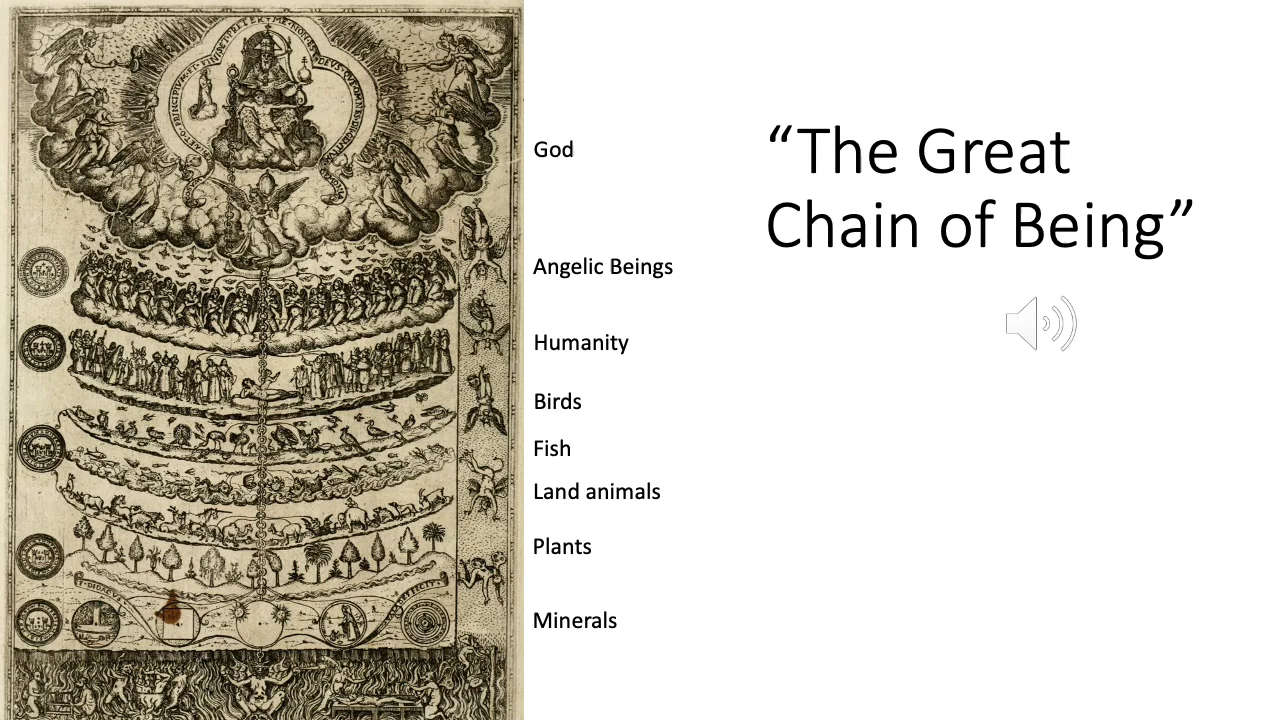 God
Angelic Beings
Humanity
Birds
Fish
Land animals
Plants
Minerals
“The Great
Chain of Being”